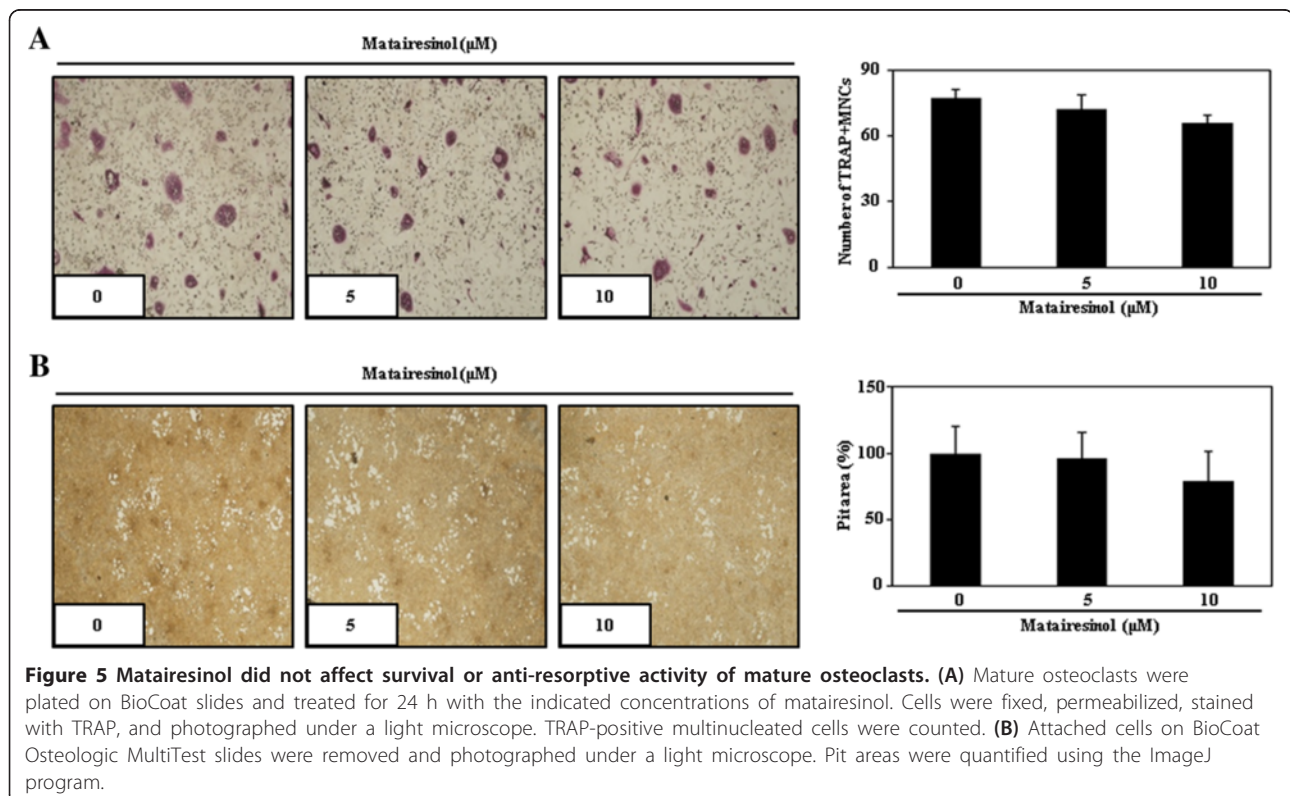 A
Matairesinol (µM)
0
5
10
Number of TRAP+MNCs
90
60
30
0
0 5 10
Matairesinol (µM)
B
Matairesinol (µM)
0
5
10
Pit area (%)
150
100
50
0
0 5 10
Matairesinol (µM)
Figure 5 Matairesinol did not affect survival or anti-resorptive activity of mature osteoclasts. (A) Mature osteoclasts were
plated on BioCoat slides and treated for 24 h with the indicated concentrations of matairesinol. Cells were fixed, permeabilized, stained
with TRAP, and photographed under a light microscope. TRAP-positive multinucleated cells were counted. (B) Attached cells on BioCoat
Osteologic MultiTest slides were removed and photographed under a light microscope. Pit areas were quantified using the ImageJ
program.